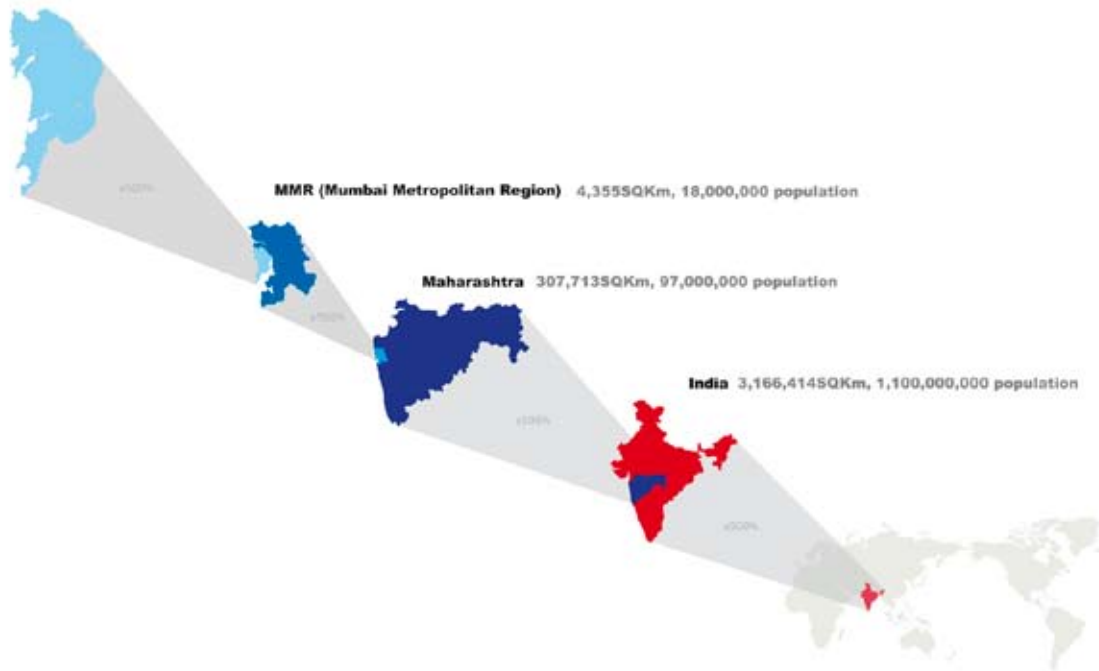 MMR (Mumbai Metropolitan Region) 4,355SQKm, 18,000,000 population
Maharashtra 307,713SQKm, 97,000,000 population
India 3,166,414SQKm, 1,100,000,000 population